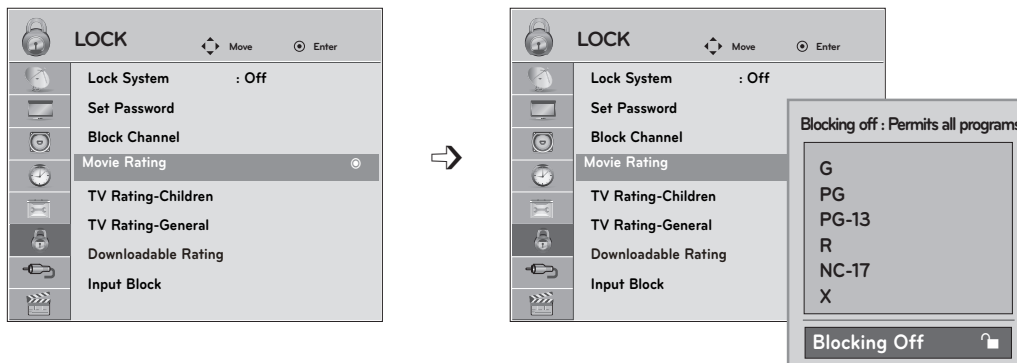 LOCK
Move
Enter
Lock System : Off
Set Password
Block Channel
Movie Rating
TV Rating-Children
TV Rating-General
Downloadable Rating
Input Block
LOCK
Move
Enter
Lock System : Off
Set Password
Block Channel
Movie Rating
TV Rating-Children
TV Rating-General
Downloadable Rating
Input Block
Blocking off : Permits all programs
G
PG
PG-13
R
NC-17
X
Blocking Off